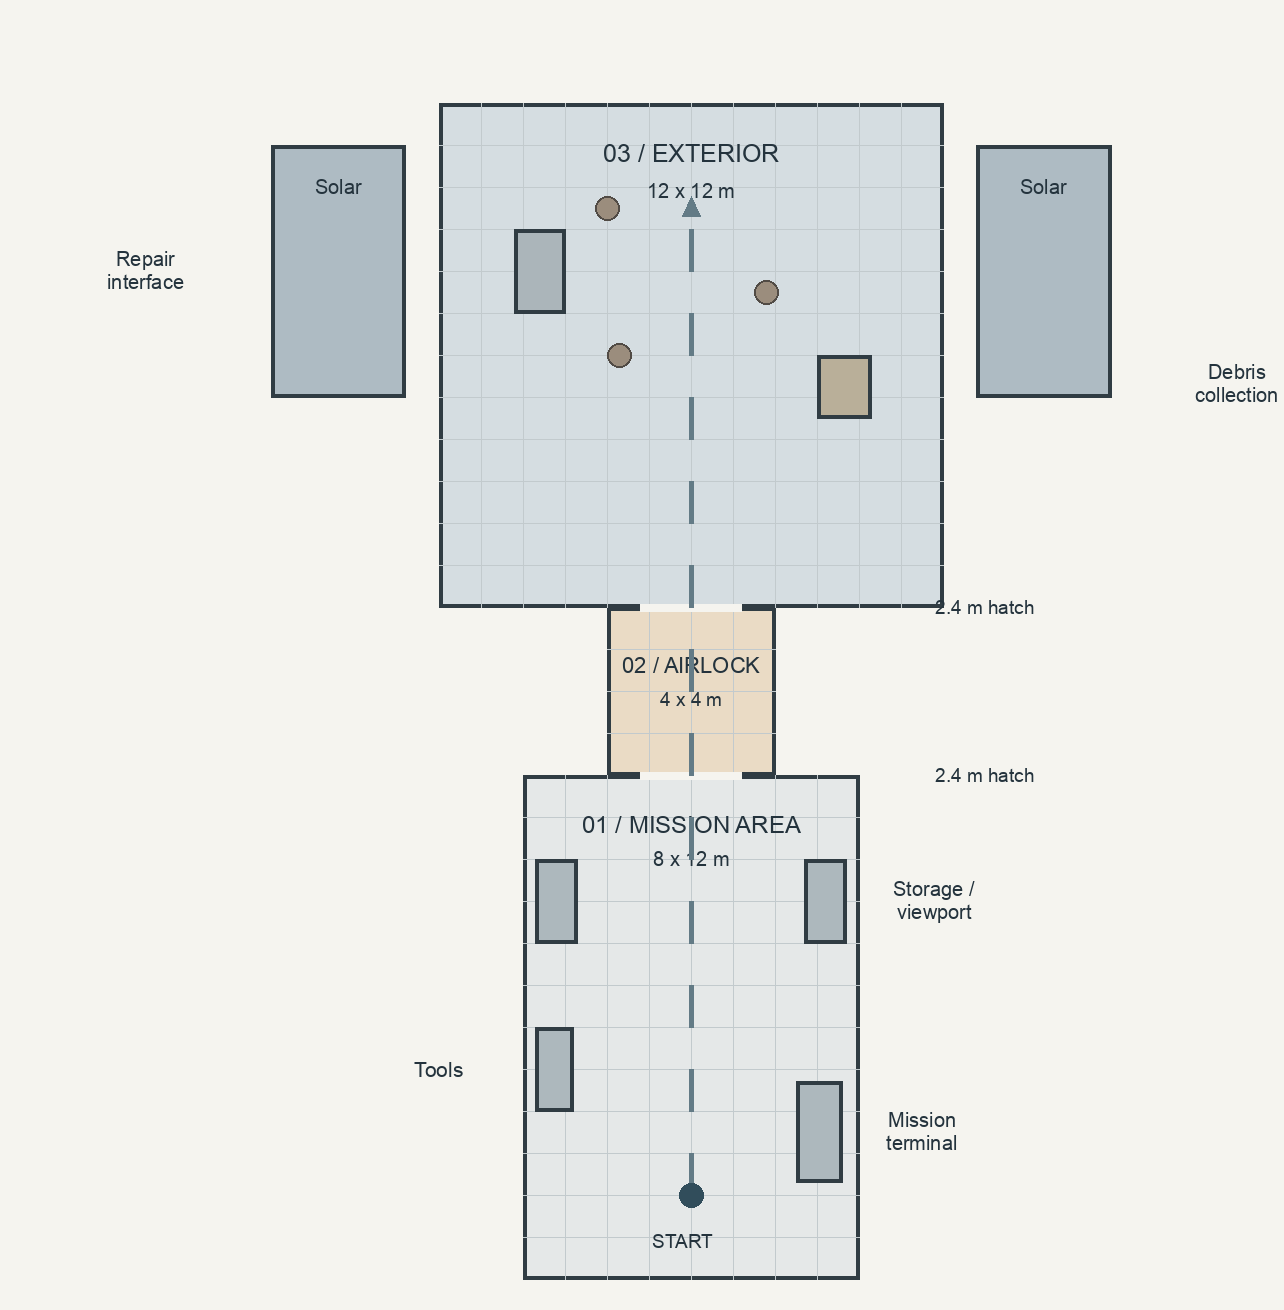 03 / EXTERIOR
12 x 12 m
Solar
Solar
Repair
interface
Debris
collection
2.4 m hatch
02 / AIRLOCK
4 x 4 m
2.4 m hatch
01 / MISSION AREA
8 x 12 m
Storage /
viewport
Tools
Mission
terminal
START